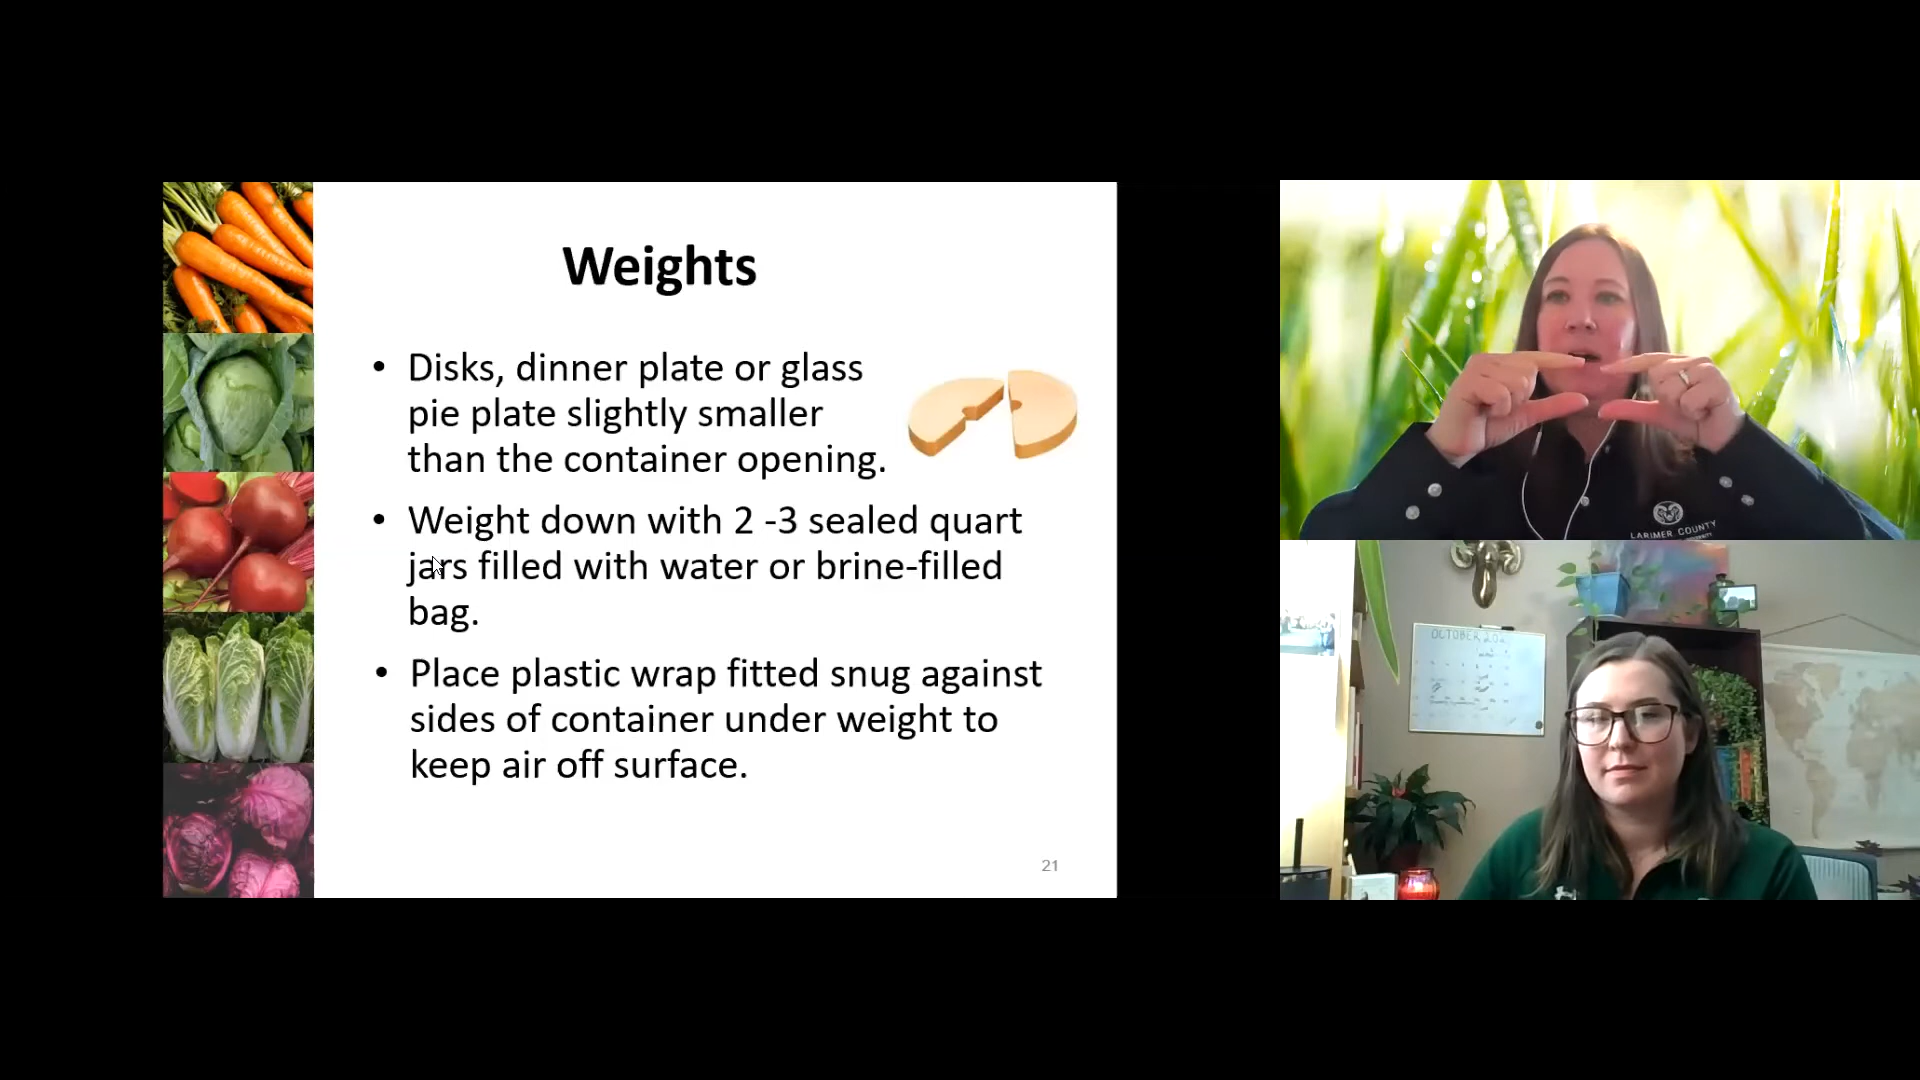 Weights
• Disks, dinner plate or glass
pie plate slightly smaller
than the container opening.
• Weight down with 2 -3 sealed quart
jars filled with water or brine-filled
bag.
• Place plastic wrap fitted snug against
sides of container under weight to
keep air off surface.
21
LARIMER COUNTY
OCTOBER